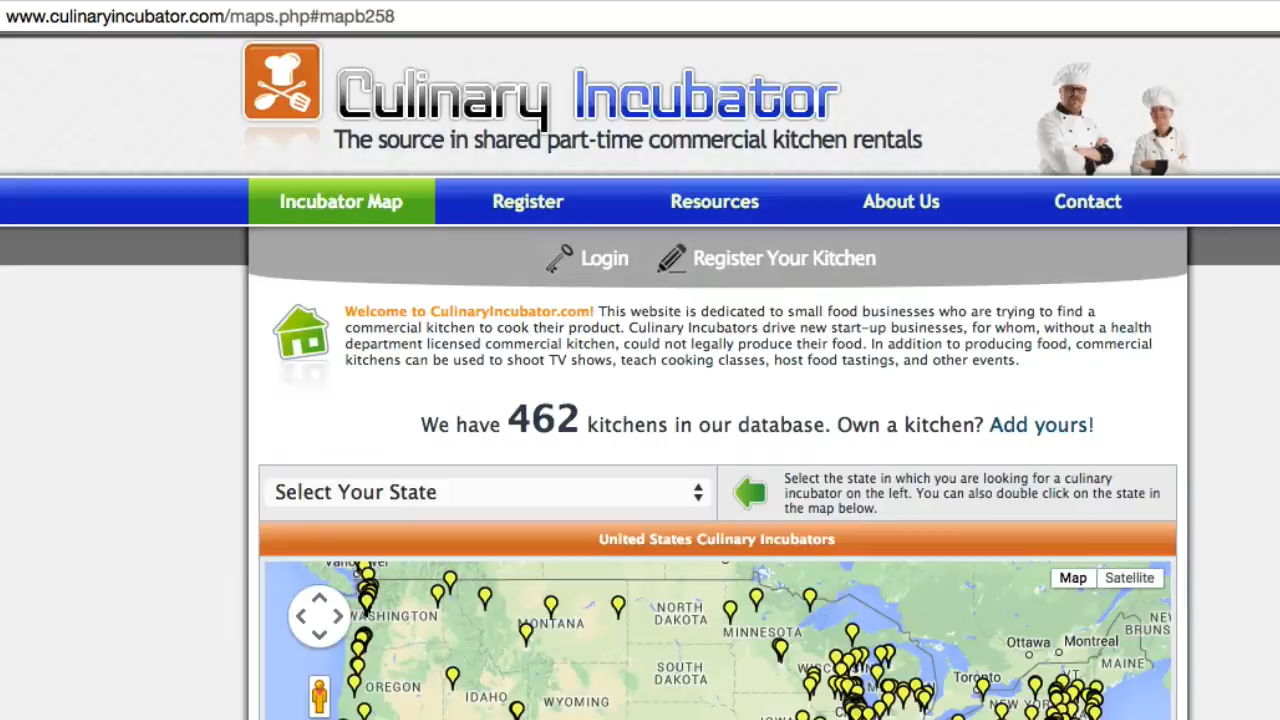 www.culinaryincubator.com/maps.php#mapb258
Culinary Incubator
The source in shared part-time commercial kitchen rentals
Incubator Map
Register
Resources
About Us
Contact
Login
Register Your Kitchen
Welcome to CulinaryIncubator.com! This website is dedicated to small food businesses who are trying to find a
commercial kitchen to cook their product. Culinary Incubators drive new start-up businesses, for whom, without a health
department licensed commercial kitchen, could not legally produce their food. In addition to producing food, commercial
kitchens can be used to shoot TV shows, teach cooking classes, host food tastings, and other events.
We have 462 kitchens in our database. Own a kitchen? Add yours!
Select Your State
Select the state in which you are looking for a culinary
incubator on the left. You can also double click on the state in
the map below.
United States Culinary Incubators
Map
Satellite
WASHINGTON
MONTANA
NORTH
DAKOTA
MINNESOTA
Ottawa
Montreal
BRUNS
MAINE
SOUTH
DAKOTA
Toronto
OREGON
IDAHO
WYOMING
NEW YORK